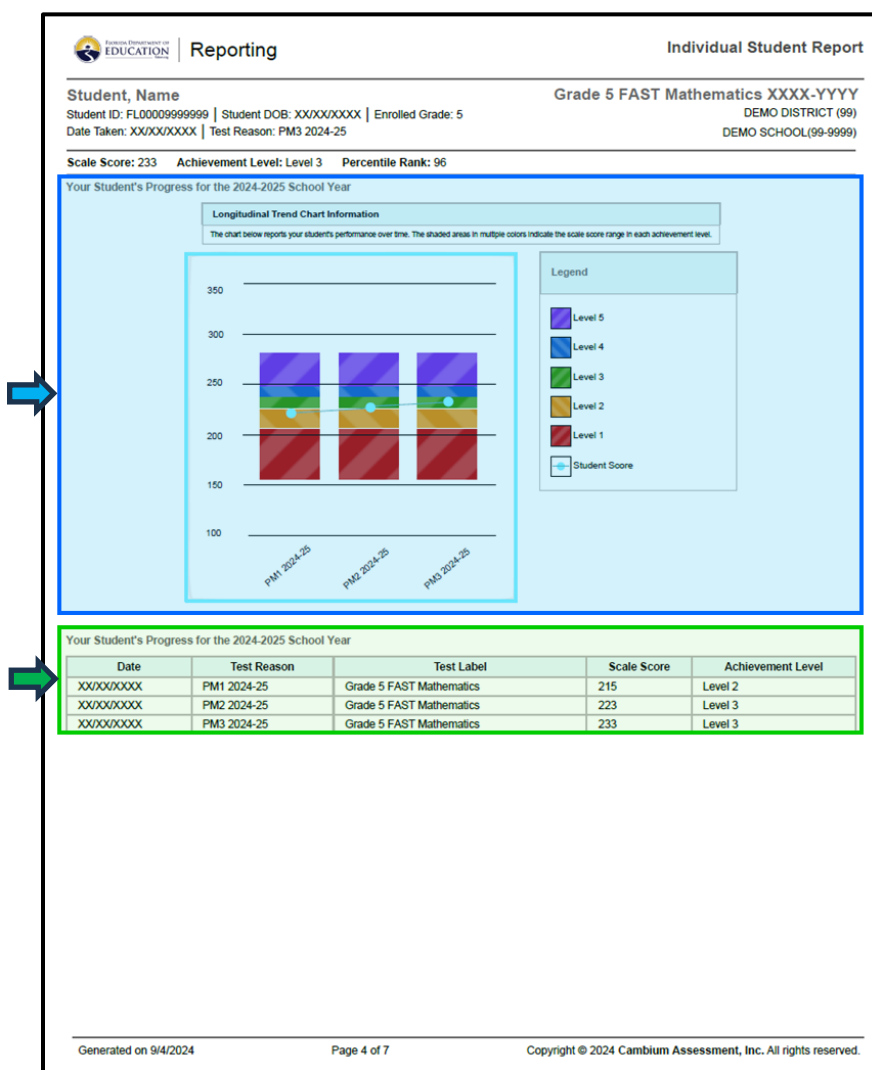 FLORIDA DEPARTMENT OF
EDUCATION
Reporting
Individual Student Report
Student, Name
Grade 5 FAST Mathematics XXXX-YYYY
Student ID: FL00009999999 | Student DOB: XX/XX/XXXX | Enrolled Grade: 5
DEMO DISTRICT (99)
Date Taken: XX/XX/XXXX | Test Reason: PM3 2024-25
DEMO SCHOOL(99-9999)
Scale Score: 233 Achievement Level: Level 3 Percentile Rank: 96
Your Student's Progress for the 2024-2025 School Year
Longitudinal Trend Chart Information
The chart below reports your student's performance over time. The shaded areas in multiple colors indicate the scale score range in each achievement level.
350
300
250
200
150
100
PM1 2024-25
PM2 2024-25
PM3 2024-25
Legend
Level 5
Level 4
Level 3
Level 2
Level 1
Student Score
Your Student's Progress for the 2024-2025 School Year
Date Test Reason Test Label Scale Score Achievement Level
XX/XX/XXXX PM1 2024-25 Grade 5 FAST Mathematics 215 Level 2
XX/XX/XXXX PM2 2024-25 Grade 5 FAST Mathematics 223 Level 3
XX/XX/XXXX PM3 2024-25 Grade 5 FAST Mathematics 233 Level 3
Generated on 9/4/2024 Page 4 of 7 Copyright © 2024 Cambium Assessment, Inc. All rights reserved.